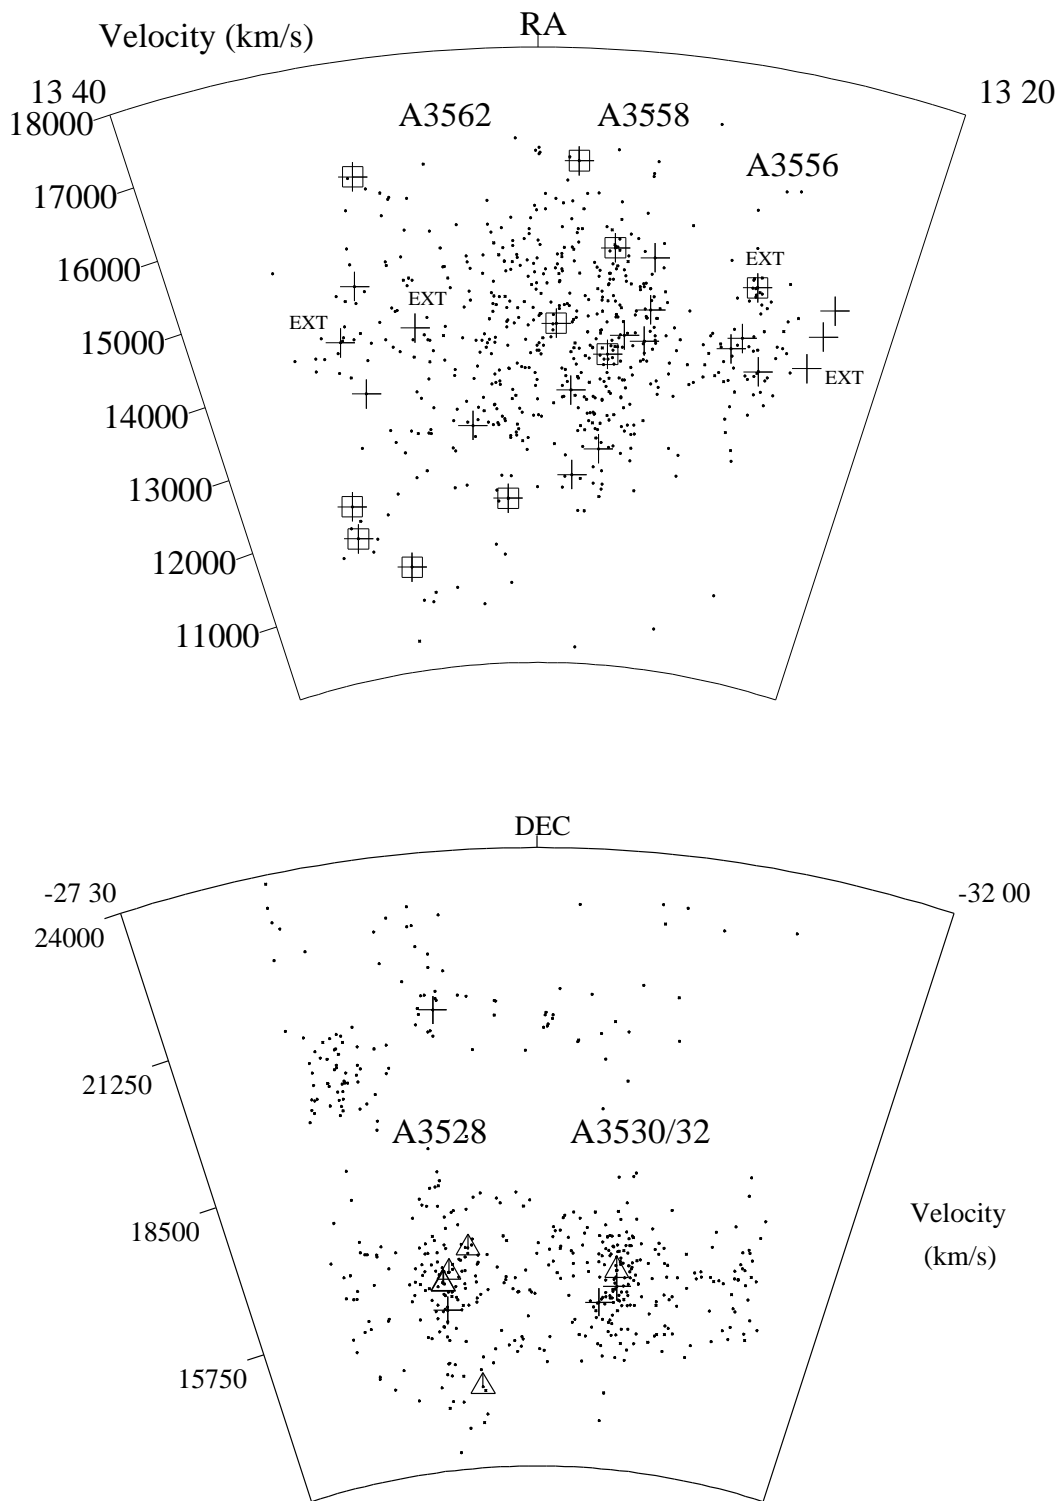 RA
Velocity (km/s)
13 40
13 20
18000
A3562
A3558
A3556
17000
16000
EXT
EXT
EXT
15000
EXT
14000
13000
12000
11000
DEC
-27 30
-32 00
24000
21250
A3528
A3530/32
18500
Velocity
(km/s)
15750